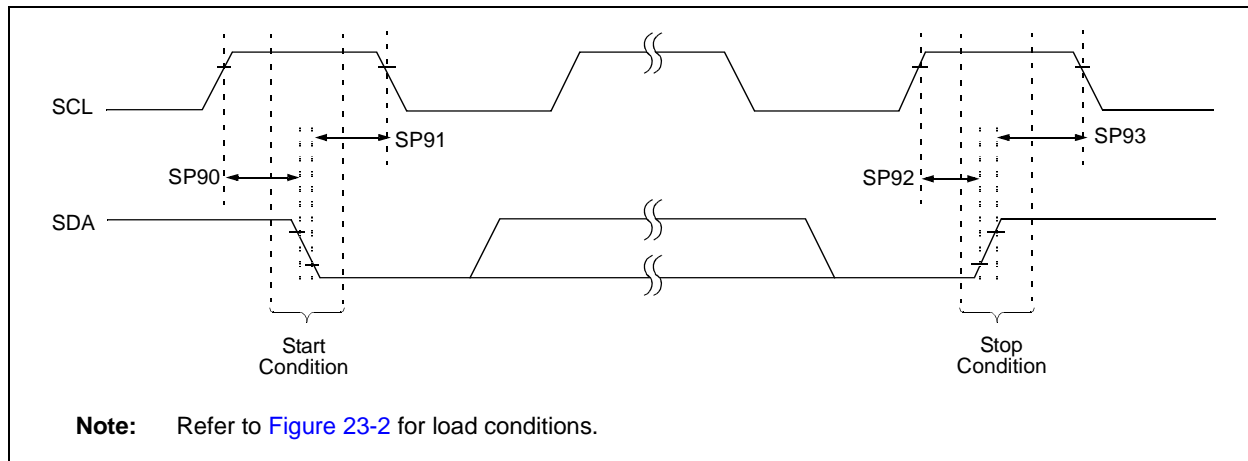 SCL
SP91
SP93
SP90
SP92
SDA
Start
Condition
Stop
Condition
Note: Refer to Figure 23-2 for load conditions.